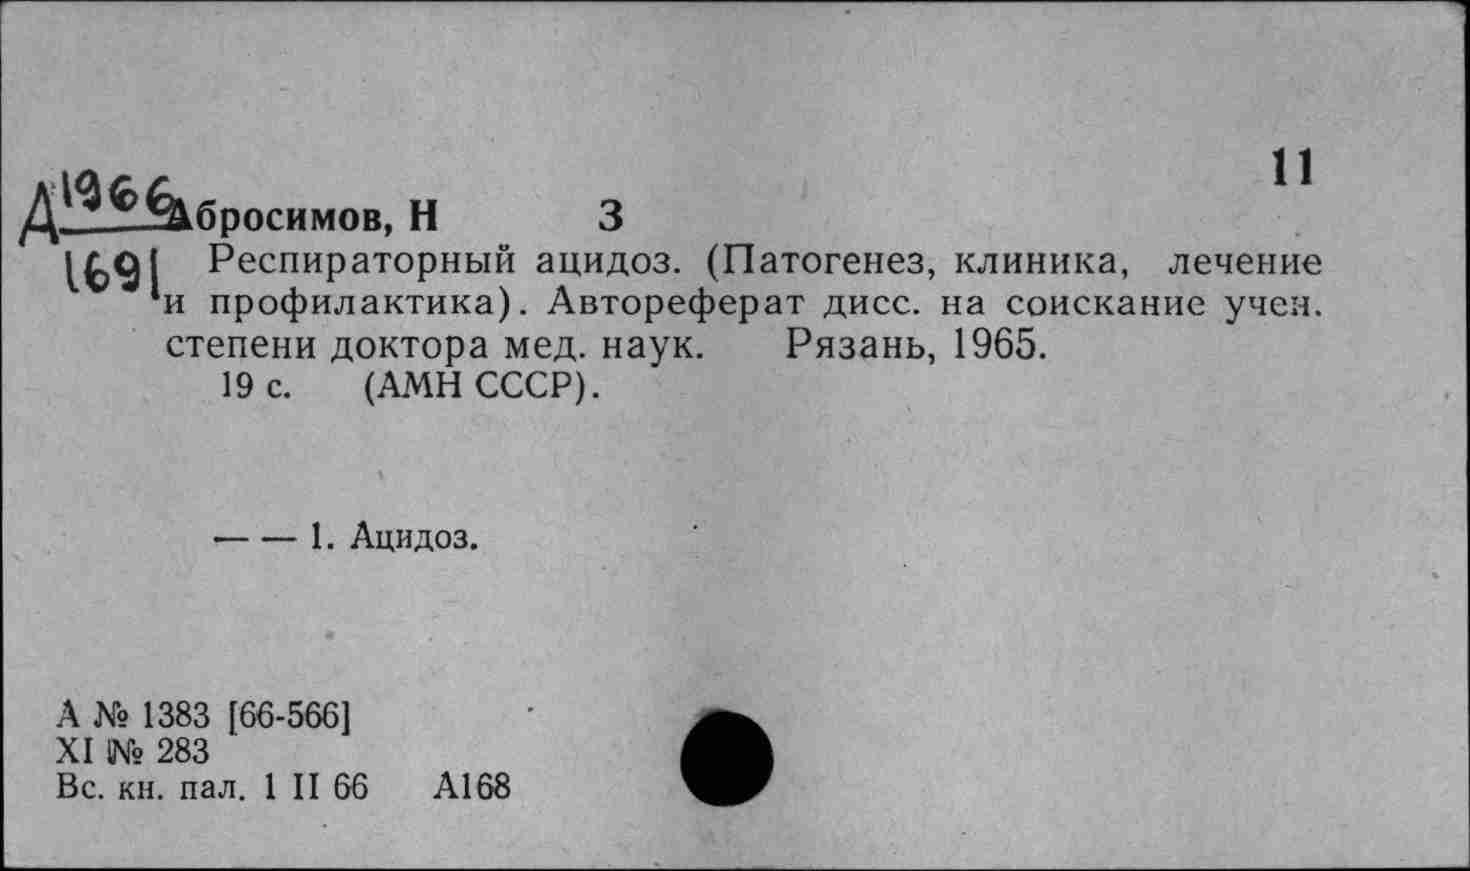 11
Д 1966
Абросимов, Н З
1691
Респираторный ацидоз. (Патогенез, клиника, лечение
и профилактика). Автореферат дисс. на соискание учен.
степени доктора мед. наук. Рязань, 1965.
19 с. (АМН СССР).
— — 1. Ацидоз.
А № 1383 [66-566]
XI № 283
Вс. кн. пал. 1 II 66 А168